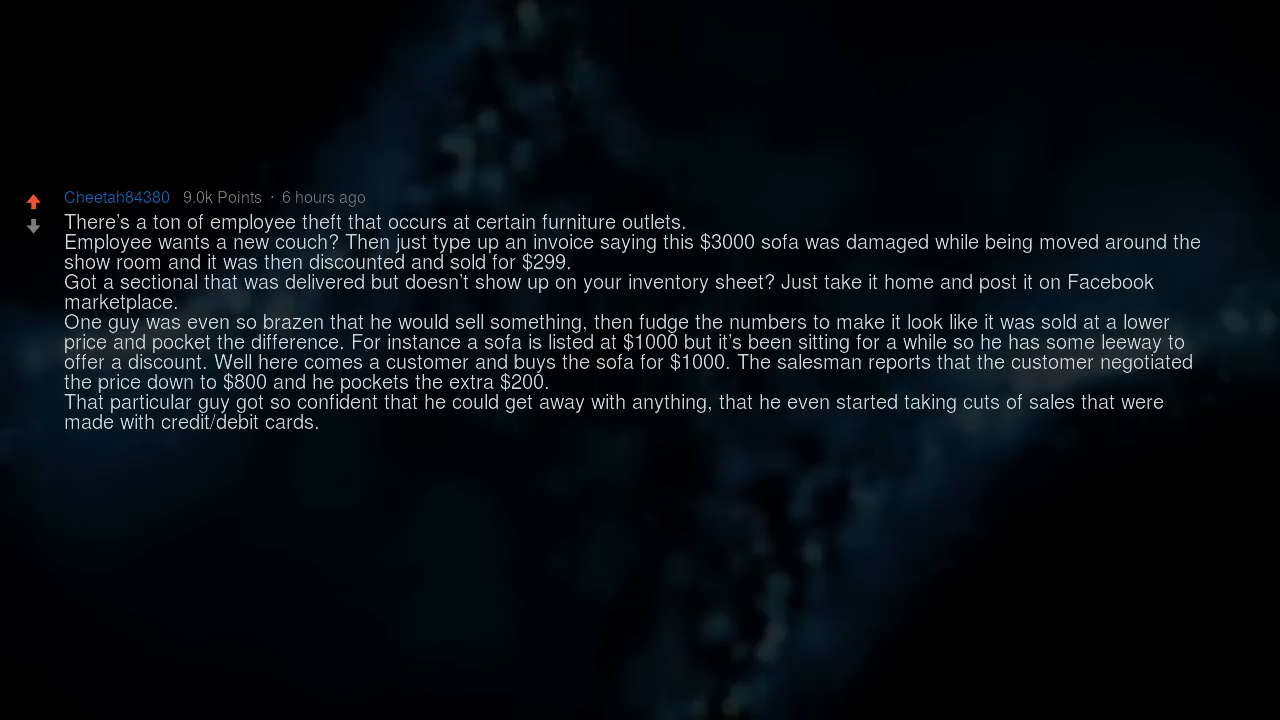 Cheetah84380 9.0k Points · 6 hours ago
There's a ton of employee theft that occurs at certain furniture outlets.
Employee wants a new couch? Then just type up an invoice saying this $3000 sofa was damaged while being moved around the
show room and it was then discounted and sold for $299.
Got a sectional that was delivered but doesn't show up on your inventory sheet? Just take it home and post it on Facebook
marketplace.
One guy was even so brazen that he would sell something, then fudge the numbers to make it look like it was sold at a lower
price and pocket the difference. For instance a sofa is listed at $1000 but it's been sitting for a while so he has some leeway to
offer a discount. Well here comes a customer and buys the sofa for $1000. The salesman reports that the customer negotiated
the price down to $800 and he pockets the extra $200.
That particular guy got so confident that he could get away with anything, that he even started taking cuts of sales that were
made with credit/debit cards.